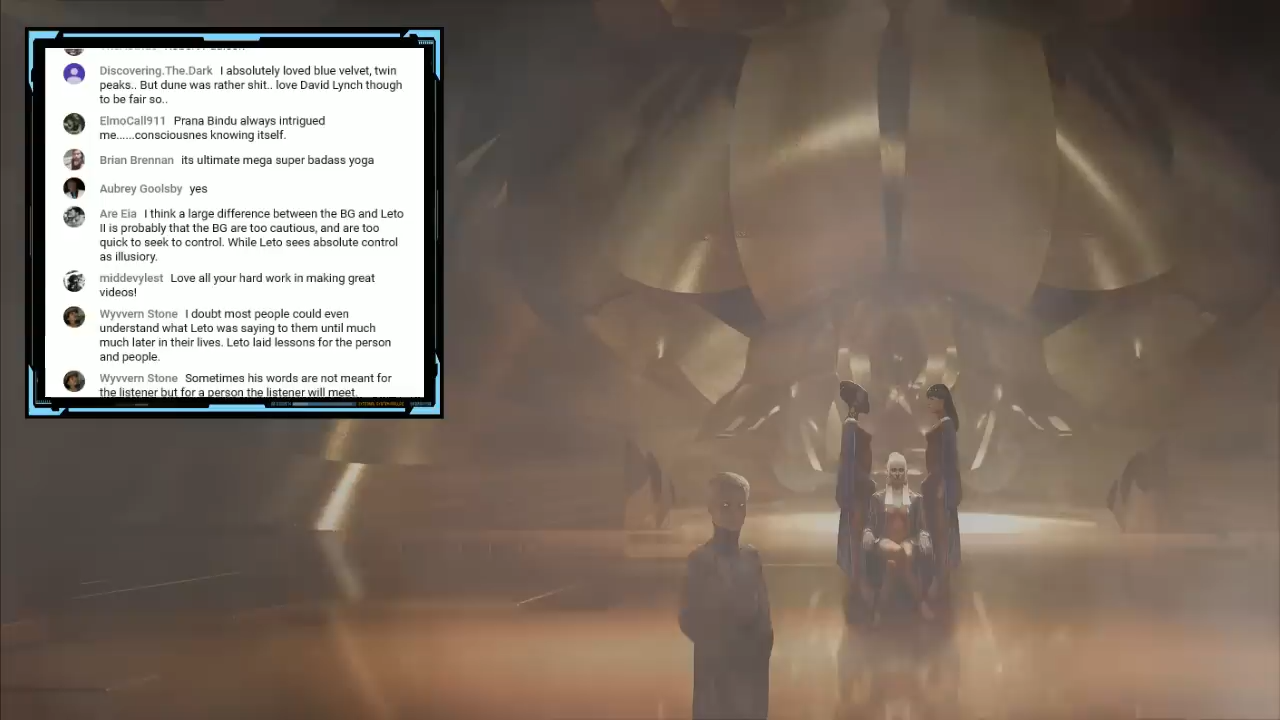 Discovering.The.Dark I absolutely loved blue velvet, twin
peaks.. But dune was rather shit.. love David Lynch though
to be fair so..
ElmoCall911 Prana Bindu always intrigued
me......consciousnes knowing itself.
Brian Brennan its ultimate mega super badass yoga
Aubrey Goolsby yes
Are Eia I think a large difference between the BG and Leto
II is probably that the BG are too cautious, and are too
quick to seek to control. While Leto sees absolute control
as illusiory.
middevylest Love all your hard work in making great
videos!
Wyvvern Stone I doubt most people could even
understand what Leto was saying to them until much
much later in their lives. Leto laid lessons for the person
and people.
Wyvvern Stone Sometimes his words are not meant for
the listener but for a person the listener will meet.